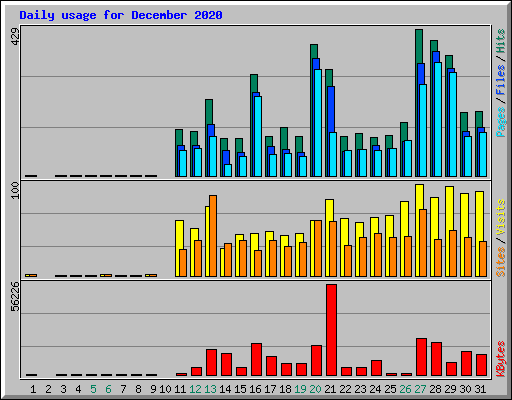 Daily usage for December 2020
429
Pages / Files / Hits
100
Sites / Visits
56226
KBytes
1 2 3 4 5 6 7 8 9 10 11 12 13 14 15 16 17 18 19 20 21 22 23 24 25 26 27 28 29 30 31